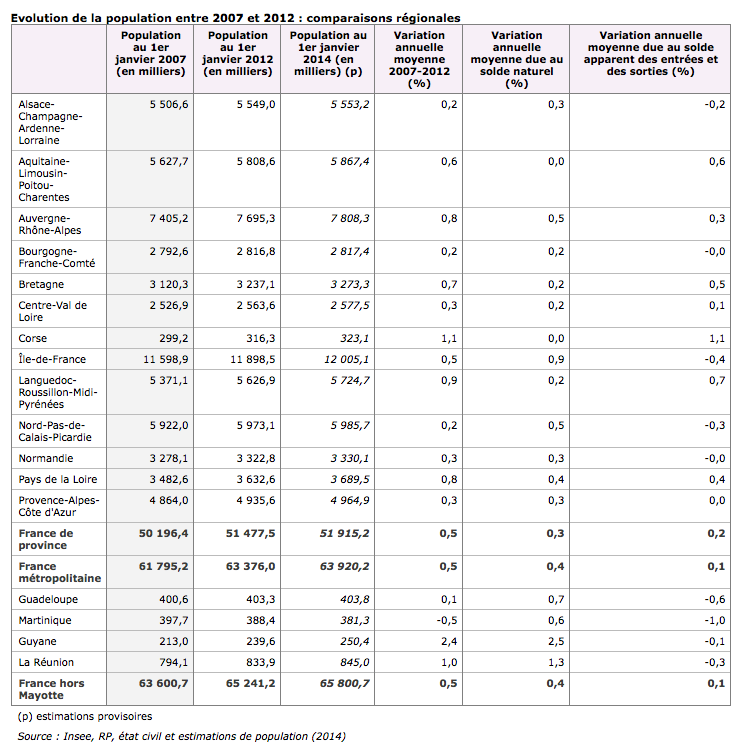 Evolution de la population entre 2007 et 2012 : comparaisons régionales
Population au 1er janvier 2007 (en milliers) Population au 1er janvier 2012 (en milliers) Population au 1er janvier 2014 (en milliers) (p) Variation annuelle moyenne 2007-2012 (%) Variation annuelle moyenne due au solde naturel (%) Variation annuelle moyenne due au solde apparent des entrées et des sorties (%)
Alsace-Champagne-Ardenne-Lorraine 5 506,6 5 549,0 5 553,2 0,2 0,3 -0,2
Aquitaine-Limousin-Poitou-Charentes 5 627,7 5 808,6 5 867,4 0,6 0,0 0,6
Auvergne-Rhône-Alpes 7 405,2 7 695,3 7 808,3 0,8 0,5 0,3
Bourgogne-Franche-Comté 2 792,6 2 816,8 2 817,4 0,2 0,2 -0,0
Bretagne 3 120,3 3 237,1 3 273,3 0,7 0,2 0,5
Centre-Val de Loire 2 526,9 2 563,6 2 577,5 0,3 0,2 0,1
Corse 299,2 316,3 323,1 1,1 0,0 1,1
Île-de-France 11 598,9 11 898,5 12 005,1 0,5 0,9 -0,4
Languedoc-Roussillon-Midi-Pyrénées 5 371,1 5 626,9 5 724,7 0,9 0,2 0,7
Nord-Pas-de-Calais-Picardie 5 922,0 5 973,1 5 985,7 0,2 0,5 -0,3
Normandie 3 278,1 3 322,8 3 330,1 0,3 0,3 -0,0
Pays de la Loire 3 482,6 3 632,6 3 689,5 0,8 0,4 0,4
Provence-Alpes-Côte d'Azur 4 864,0 4 935,6 4 964,9 0,3 0,3 0,0
France de province 50 196,4 51 477,5 51 915,2 0,5 0,3 0,2
France métropolitaine 61 795,2 63 376,0 63 920,2 0,5 0,4 0,1
Guadeloupe 400,6 403,3 403,8 0,1 0,7 -0,6
Martinique 397,7 388,4 381,3 -0,5 0,6 -1,0
Guyane 213,0 239,6 250,4 2,4 2,5 -0,1
La Réunion 794,1 833,9 845,0 1,0 1,3 -0,3
France hors Mayotte 63 600,7 65 241,2 65 800,7 0,5 0,4 0,1
(p) estimations provisoires
Source : Insee, RP, état civil et estimations de population (2014)